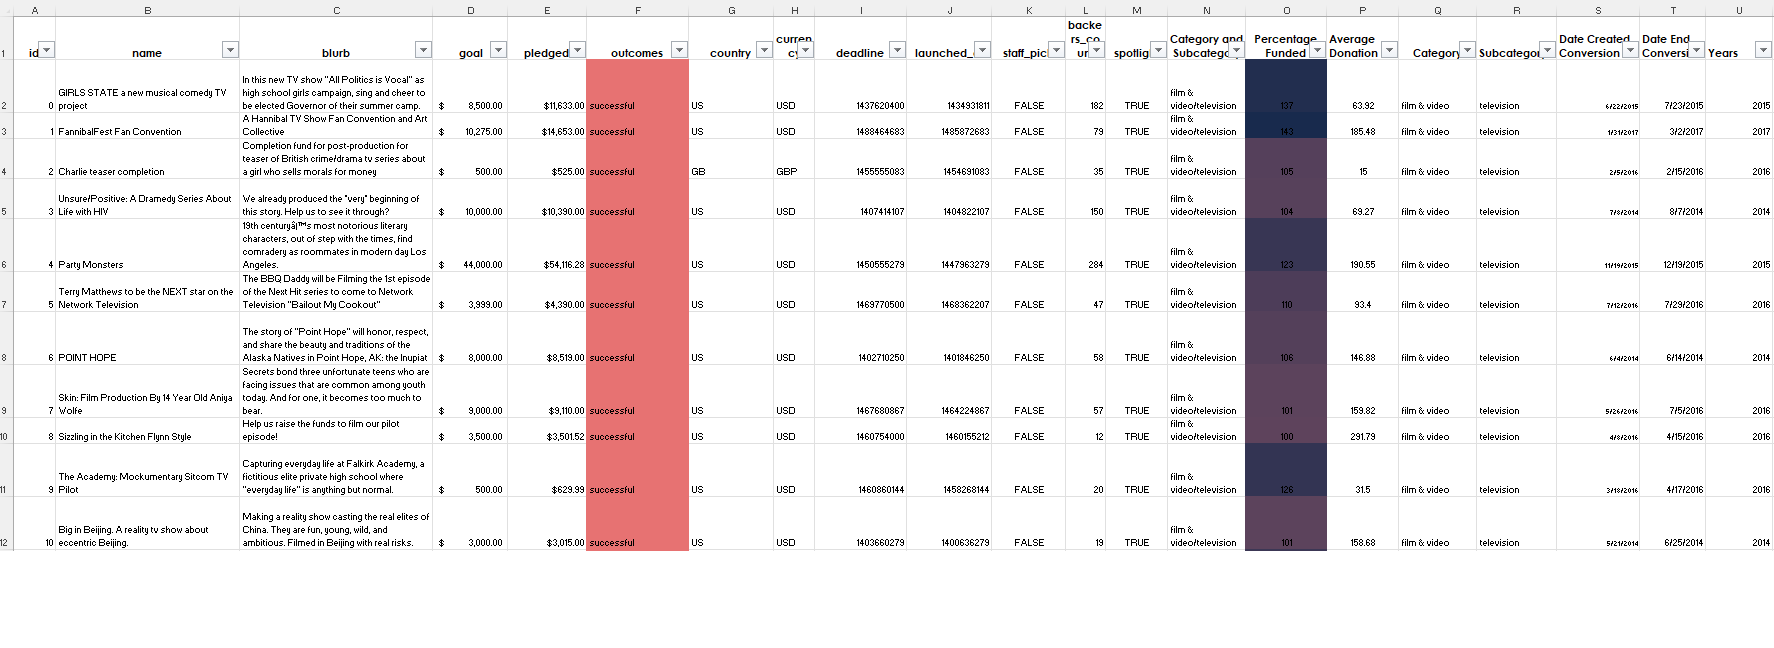 A B C D E F G H I J K L M N O P Q R S T U
1 id name blurb goal pledged outcomes country curren cy deadline launched_ staff_pic backe rs_co un spotlig Category and Subcatego Percentage Funded Average Donation Category Subcategor Date Created Conversion Date End Conversi Years
2 0 GIRLS STATE a new musical comedy TV project In this new TV show "All Politics is Vocal" as high school girls campaign, sing and cheer to be elected Governor of their summer camp. $ 8,500.00 $11,633.00 successful US USD 1437620400 1434931811 FALSE 182 TRUE film & video/television 137 63.92 film & video television 6/22/2015 7/23/2015 2015
3 1 FannibalFest Fan Convention A Hannibal TV Show Fan Convention and Art Collective $ 10,275.00 $14,653.00 successful US USD 1488464683 1485872683 FALSE 79 TRUE film & video/television 143 185.48 film & video television 1/31/2017 3/2/2017 2017
4 2 Charlie teaser completion Completion fund for post-production for teaser of British crime/drama tv series about a girl who sells morals for money $ 500.00 $525.00 successful GB GBP 1455555083 1454691083 FALSE 35 TRUE film & video/television 105 15 film & video television 2/5/2016 2/15/2016 2016
5 3 Unsure/Positive: A Dramedy Series About Life with HIV We already produced the "very" beginning of this story. Help us to see it through? $ 10,000.00 $10,390.00 successful US USD 1407414107 1404822107 FALSE 150 TRUE film & video/television 104 69.27 film & video television 7/8/2014 8/7/2014 2014
6 4 Party Monsters 19th centuryâ™s most notorious literary characters, out of step with the times, find comradery as roommates in modern day Los Angeles. $ 44,000.00 $54,116.28 successful US USD 1450555279 1447963279 FALSE 284 TRUE film & video/television 123 190.55 film & video television 11/19/2015 12/19/2015 2015
7 5 Terry Matthews to be the NEXT star on the Network Television The BBQ Daddy will be Filming the 1st episode of the Next Hit series to come to Network Television "Bailout My Cookout" $ 3,999.00 $4,390.00 successful US USD 1469770500 1468362207 FALSE 47 TRUE film & video/television 110 93.4 film & video television 7/12/2016 7/29/2016 2016
8 6 POINT HOPE The story of "Point Hope" will honor, respect, and share the beauty and traditions of the Alaska Natives in Point Hope, AK: the Inupiat $ 8,000.00 $8,519.00 successful US USD 1402710250 1401846250 FALSE 58 TRUE film & video/television 106 146.88 film & video television 6/4/2014 6/14/2014 2014
9 7 Skin: Film Production By 14 Year Old Aniya Wolfe Secrets bond three unfortunate teens who are facing issues that are common among youth today. And for one, it becomes too much to bear. $ 9,000.00 $9,110.00 successful US USD 1467680867 1464224867 FALSE 57 TRUE film & video/television 101 159.82 film & video television 5/26/2016 7/5/2016 2016
10 8 Sizzling in the Kitchen Flynn Style Help us raise the funds to film our pilot episode! $ 3,500.00 $3,501.52 successful US USD 1460754000 1460155212 FALSE 12 TRUE film & video/television 100 291.79 film & video television 4/8/2016 4/15/2016 2016
11 9 The Academy: Mockumentary Sitcom TV Pilot Capturing everyday life at Falkirk Academy, a fictitious elite private high school where "everyday life" is anything but normal. $ 500.00 $629.99 successful US USD 1460860144 1458268144 FALSE 20 TRUE film & video/television 126 31.5 film & video television 3/18/2016 4/17/2016 2016
12 10 Big in Beijing. A reality tv show about eccentric Beijing. Making a reality show casting the real elites of China. They are fun, young, wild, and ambitious. Filmed in Beijing with real risks. $ 3,000.00 $3,015.00 successful US USD 1403660279 1400636279 FALSE 19 TRUE film & video/television 101 158.68 film & video television 5/21/2014 6/25/2014 2014